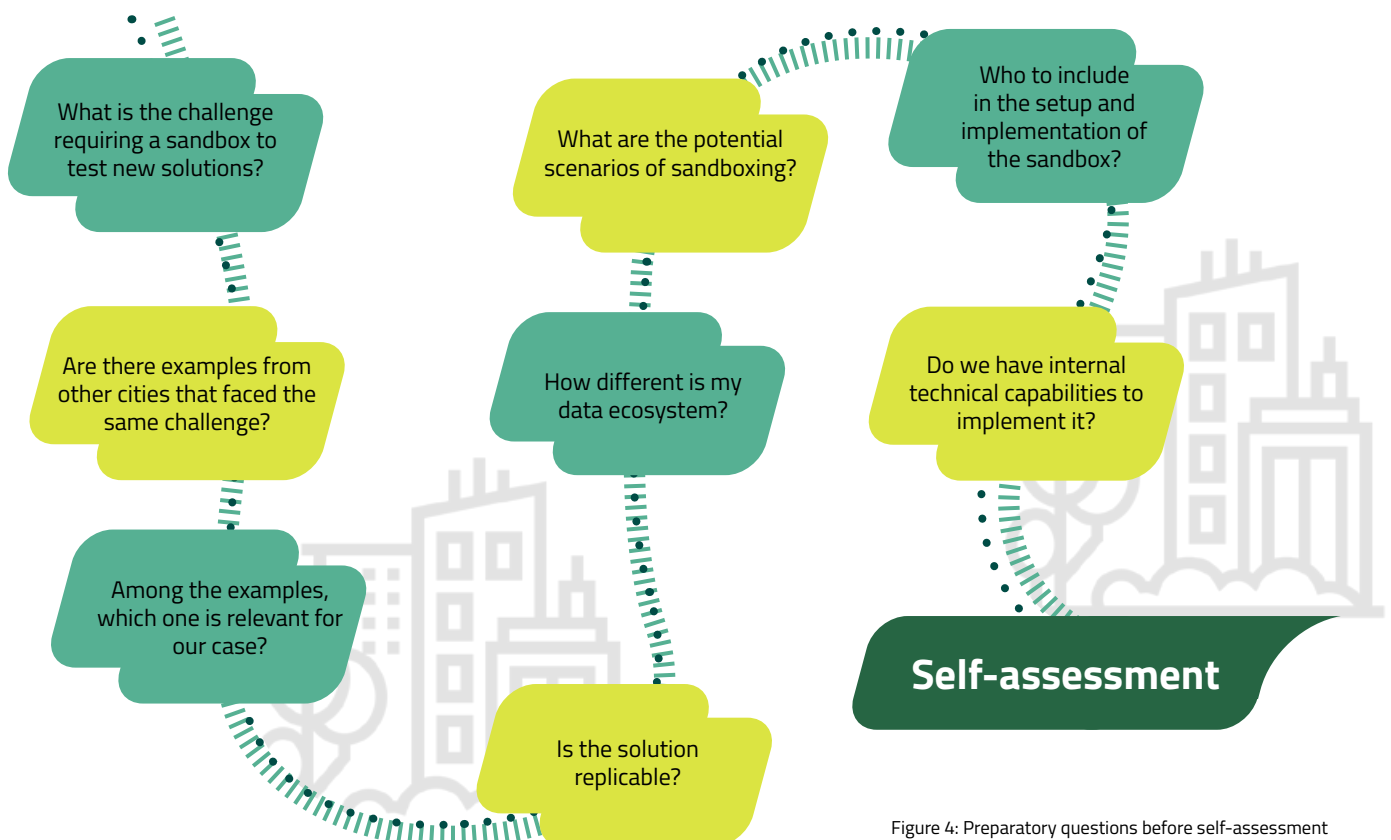 What is the challenge
requiring a sandbox to
test new solutions?
Are there examples from
other cities that faced the
same challenge?
Among the examples,
which one is relevant for
our case?
Is the solution
replicable?
How different is my
data ecosystem?
What are the potential
scenarios of sandboxing?
Who to include
in the setup and
implementation of
the sandbox?
Do we have internal
technical capabilities to
implement it?
Self-assessment
Figure 4: Preparatory questions before self-assessment